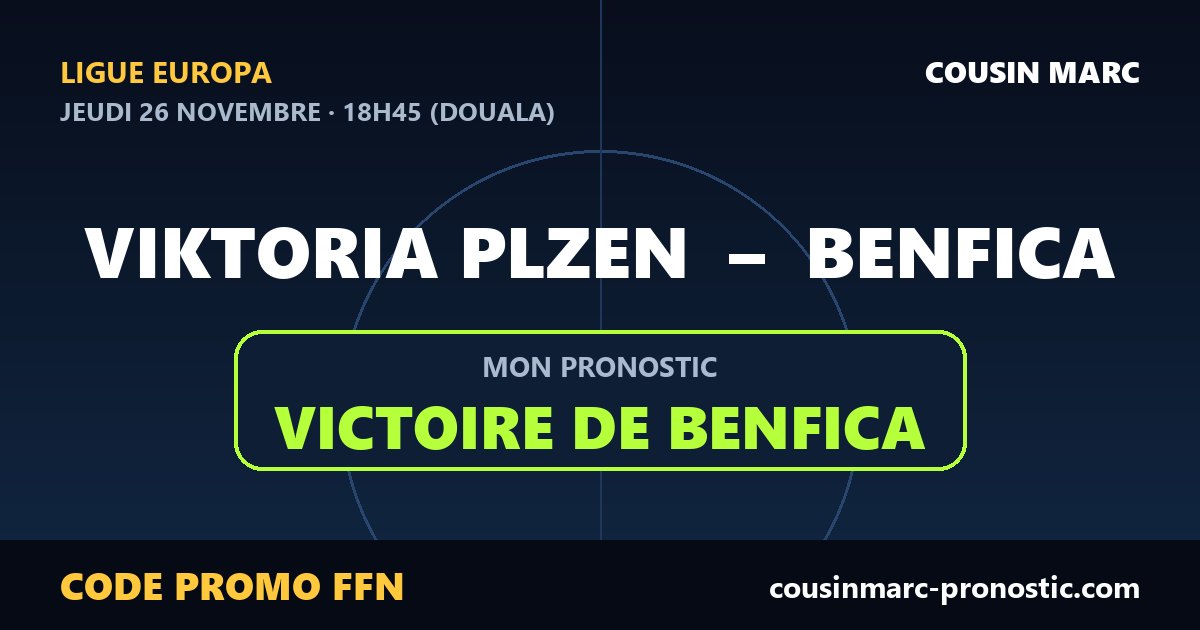 LIGUE EUROPA
COUSIN MARC
JEUDI 26 NOVEMBRE · 18H45 (DOUALA)
VIKTORIA PLZEN – BENFICA
MON PRONOSTIC
VICTOIRE DE BENFICA
CODE PROMO FFN
cousinmarc-pronostic.com